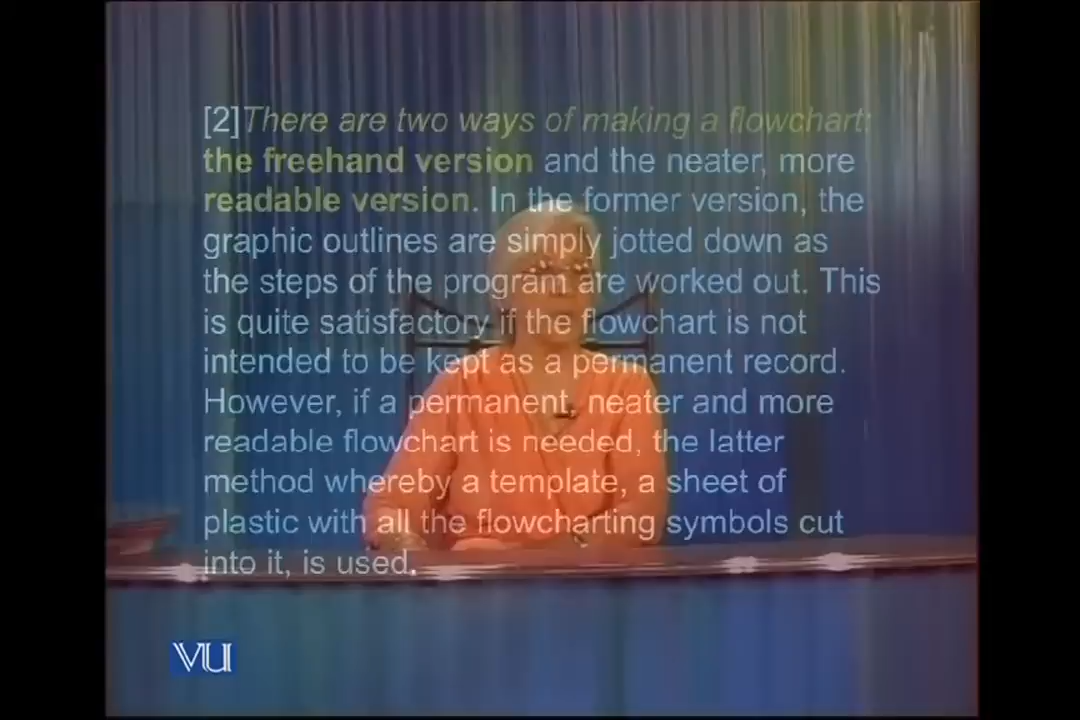 [2]There are two ways of making a flowchart:
the freehand version and the neater, more
readable version. In the former version, the
graphic outlines are simply jotted down as
the steps of the program are worked out. This
is quite satisfactory if the flowchart is not
intended to be kept as a permanent record.
However, if a permanent, neater and more
readable flowchart is needed, the latter
method whereby a template, a sheet of
plastic with all the flowcharting symbols cut
into it, is used.
VU